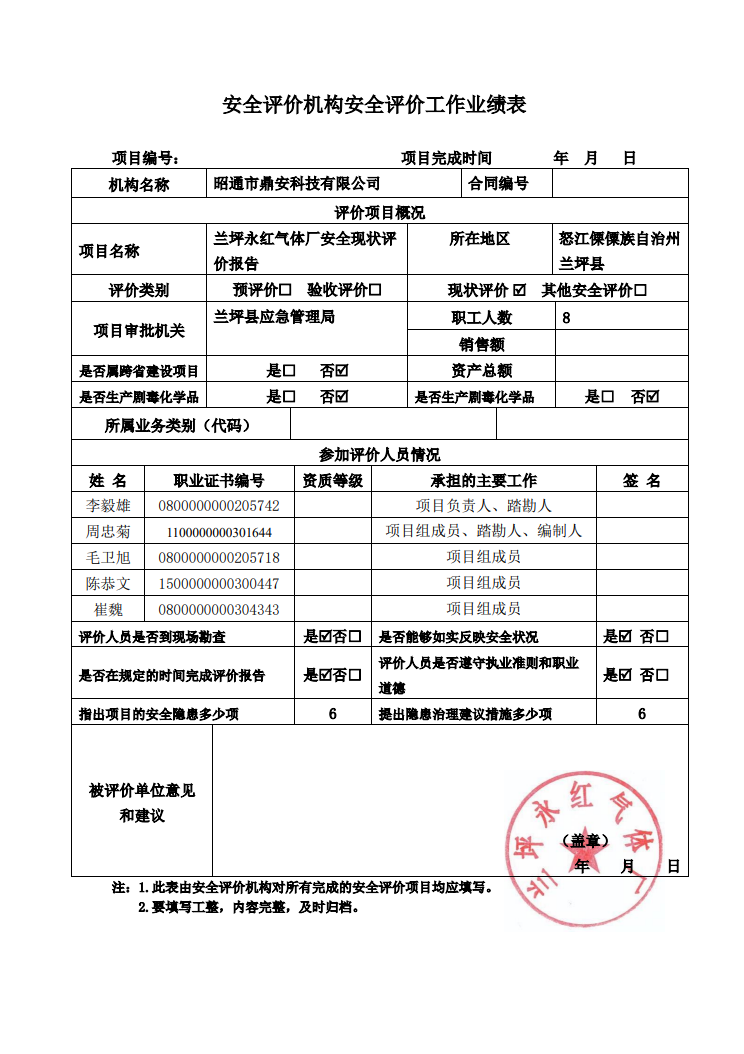 安全评价机构安全评价工作业绩表
项目编号： 项目完成时间 年 月 日
机构名称 昭通市鼎安科技有限公司 合同编号
评价项目概况
项目名称 兰坪永红气体厂安全现状评
价报告 所在地区 怒江傈僳族自治州
兰坪县
评价类别 预评价☐ 验收评价☐ 现状评价☑ 其他安全评价☐
项目审批机关 兰坪县应急管理局 职工人数 8
销售额
是否属跨省建设项目 是☐ 否☑ 资产总额
是否生产剧毒化学品 是☐ 否☑ 是否生产剧毒化学品 是☐ 否☑
所属业务类别（代码）
参加评价人员情况
姓 名 职业证书编号 资质等级 承担的主要工作 签 名
李毅雄 0800000000205742 项目负责人、踏勘人
周忠菊 1100000000301644 项目组成员、踏勘人、编制人
毛卫旭 0800000000205718 项目组成员
陈恭文 1500000000300447 项目组成员
崔魏 0800000000304343 项目组成员
评价人员是否到现场勘查 是☑否☐ 是否能够如实反映安全状况 是☑ 否☐
是否在规定的时间完成评价报告 是☑否☐ 评价人员是否遵守执业准则和职业
道德 是☑ 否☐
指出项目的安全隐患多少项 6 提出隐患治理建议措施多少项 6
被评价单位意见
和建议
兰坪永红气体厂
（盖章）
年 月 日
注：1.此表由安全评价机构对所有完成的安全评价项目均应填写。
2.要填写工整，内容完整，及时归档。